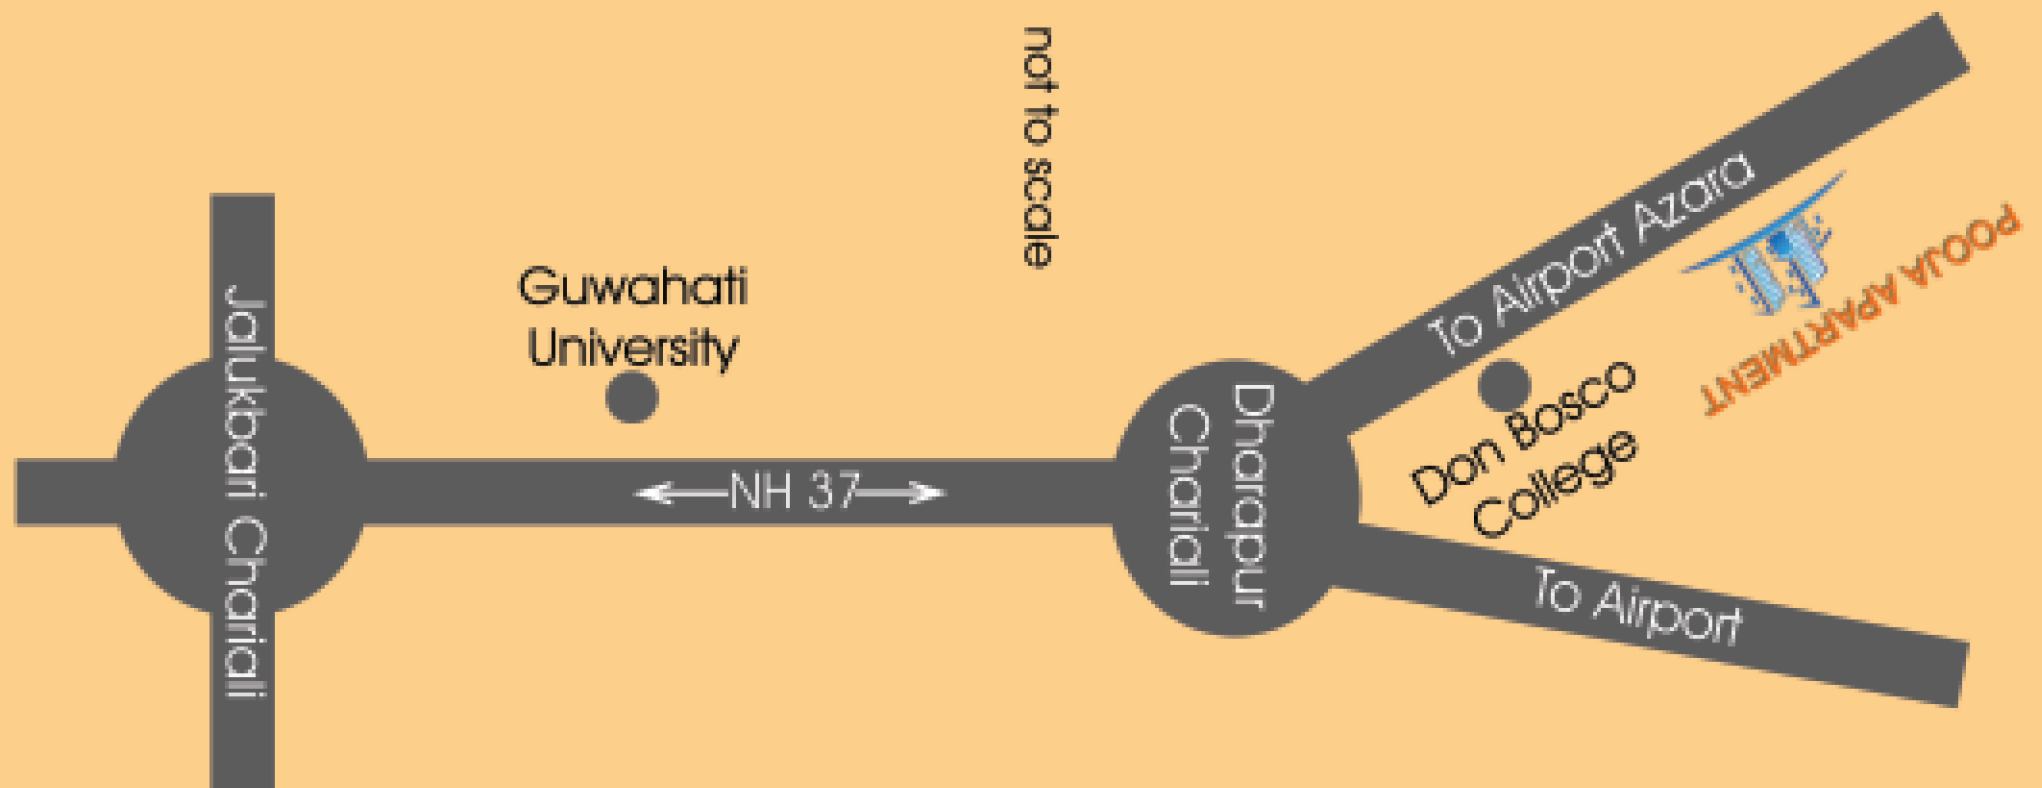 not to scale
Jalukbari Chariali
Guwahati
University
NH 37
Dharapur
Chariali
To Airport Azara
POOJA APARTMENT
Don Bosco
College
To Airport